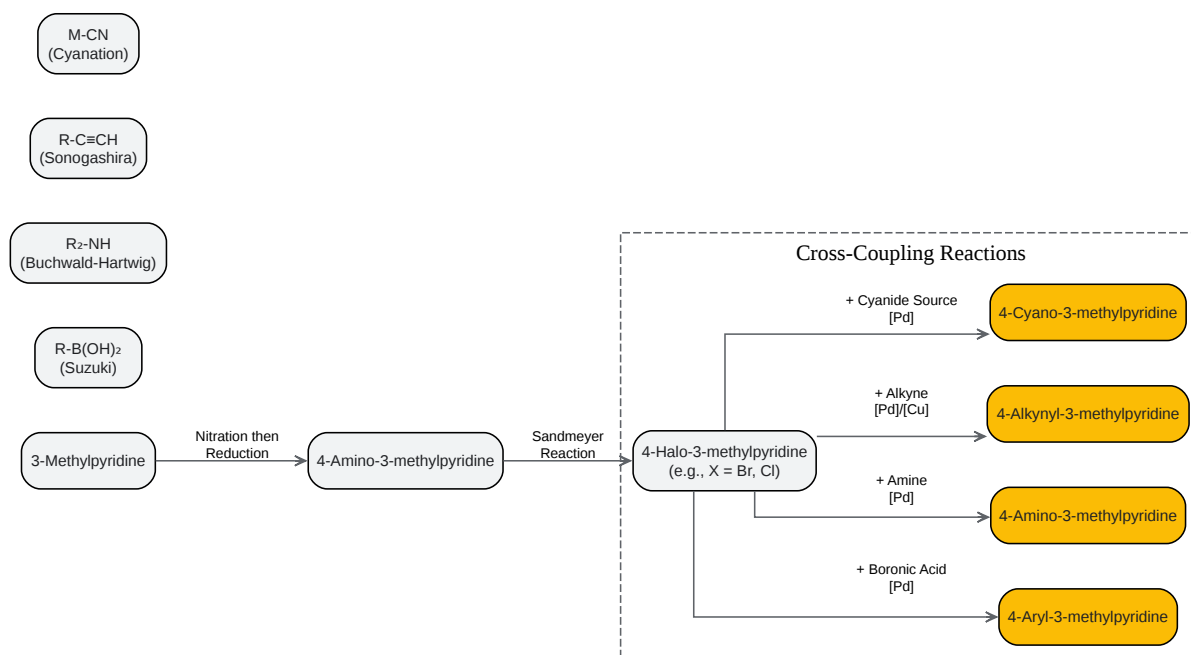 M-CN
(Cyanation)
R-C≡CH
(Sonogashira)
R₂-NH
(Buchwald-Hartwig)
R-B(OH)₂
(Suzuki)
3-Methylpyridine
Nitration then
Reduction
4-Amino-3-methylpyridine
Sandmeyer
Reaction
Cross-Coupling Reactions
4-Halo-3-methylpyridine
(e.g., X = Br, Cl)
+ Cyanide Source
[Pd]
4-Cyano-3-methylpyridine
+ Alkyne
[Pd]/[Cu]
4-Alkynyl-3-methylpyridine
+ Amine
[Pd]
4-Amino-3-methylpyridine
+ Boronic Acid
[Pd]
4-Aryl-3-methylpyridine